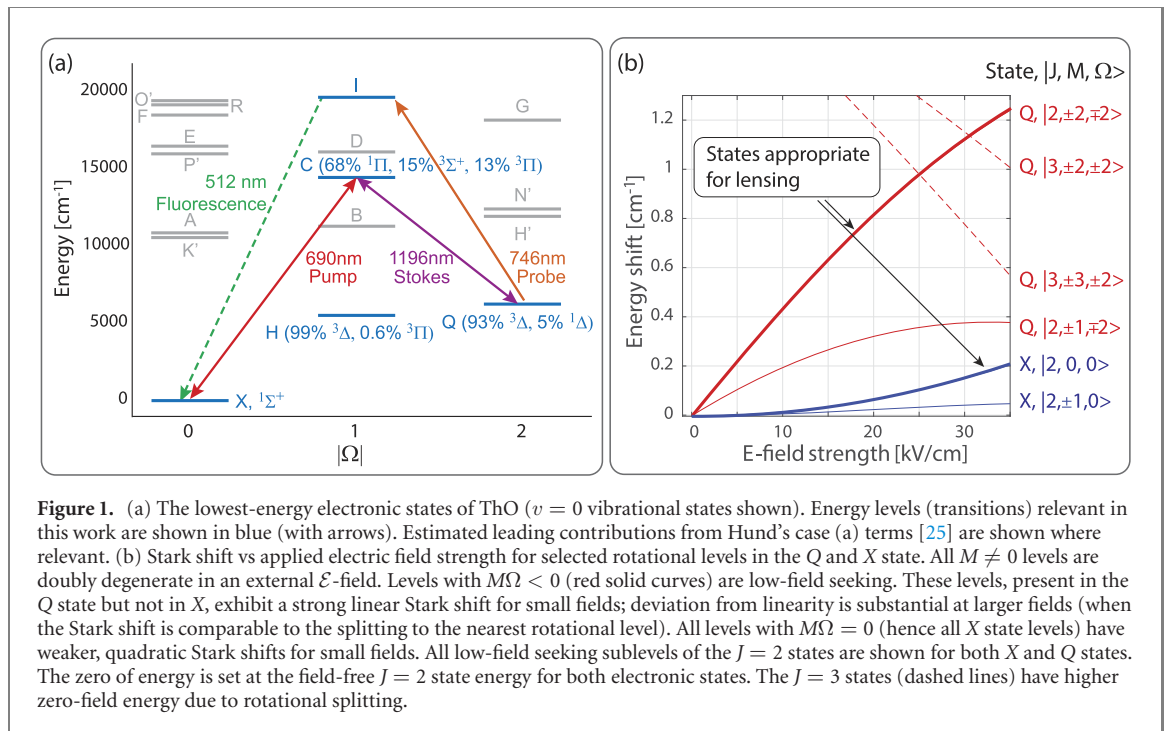 (a)
20000
15000
10000
5000
0
Energy [cm⁻¹]
O'
F
R
E
P'
A
K'
512 nm
Fluorescence
I
D
C (68% ¹Π, 15% ³Σ⁺, 13% ³Π)
B
690nm
Pump
1196nm
Stokes
746nm
Probe
G
N'
H'
H (99% ³Δ, 0.6% ³Π)
Q (93% ³Δ, 5% ¹Δ)
X, ¹Σ⁺
0
1
2
|Ω|
(b)
State, |J, M, Ω>
1.2
1
0.8
0.6
0.4
0.2
0
Energy shift [cm⁻¹]
States appropriate
for lensing
Q, |2,±2,∓2>
Q, |3,±2,±2>
Q, |3,±3,±2>
Q, |2,±1,∓2>
X, |2, 0, 0>
X, |2,±1,0>
0
10
20
30
E-field strength [kV/cm]
Figure 1. (a) The lowest-energy electronic states of ThO (v = 0 vibrational states shown). Energy levels (transitions) relevant in
this work are shown in blue (with arrows). Estimated leading contributions from Hund's case (a) terms [25] are shown where
relevant. (b) Stark shift vs applied electric field strength for selected rotational levels in the Q and X state. All M ≠ 0 levels are
doubly degenerate in an external ℰ-field. Levels with MΩ < 0 (red solid curves) are low-field seeking. These levels, present in the
Q state but not in X, exhibit a strong linear Stark shift for small fields; deviation from linearity is substantial at larger fields (when
the Stark shift is comparable to the splitting to the nearest rotational level). All levels with MΩ = 0 (hence all X state levels) have
weaker, quadratic Stark shifts for small fields. All low-field seeking sublevels of the J = 2 states are shown for both X and Q states.
The zero of energy is set at the field-free J = 2 state energy for both electronic states. The J = 3 states (dashed lines) have higher
zero-field energy due to rotational splitting.